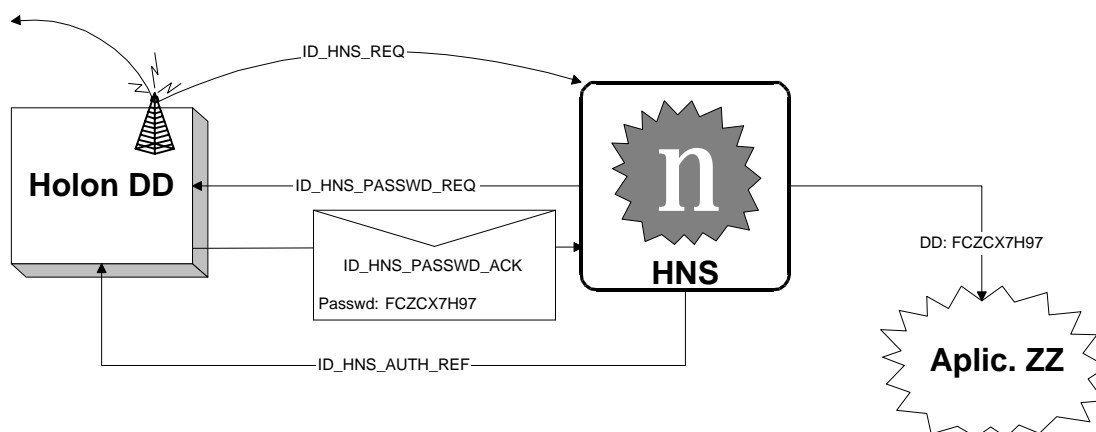 ID_HNS_REQ
n
Holon DD
ID_HNS_PASSWD_REQ
DD: FCZCX7H97
ID_HNS_PASSWD_ACK
HNS
Passwd: FCZCX7H97
Aplic. ZZ
ID_HNS_AUTH_REF